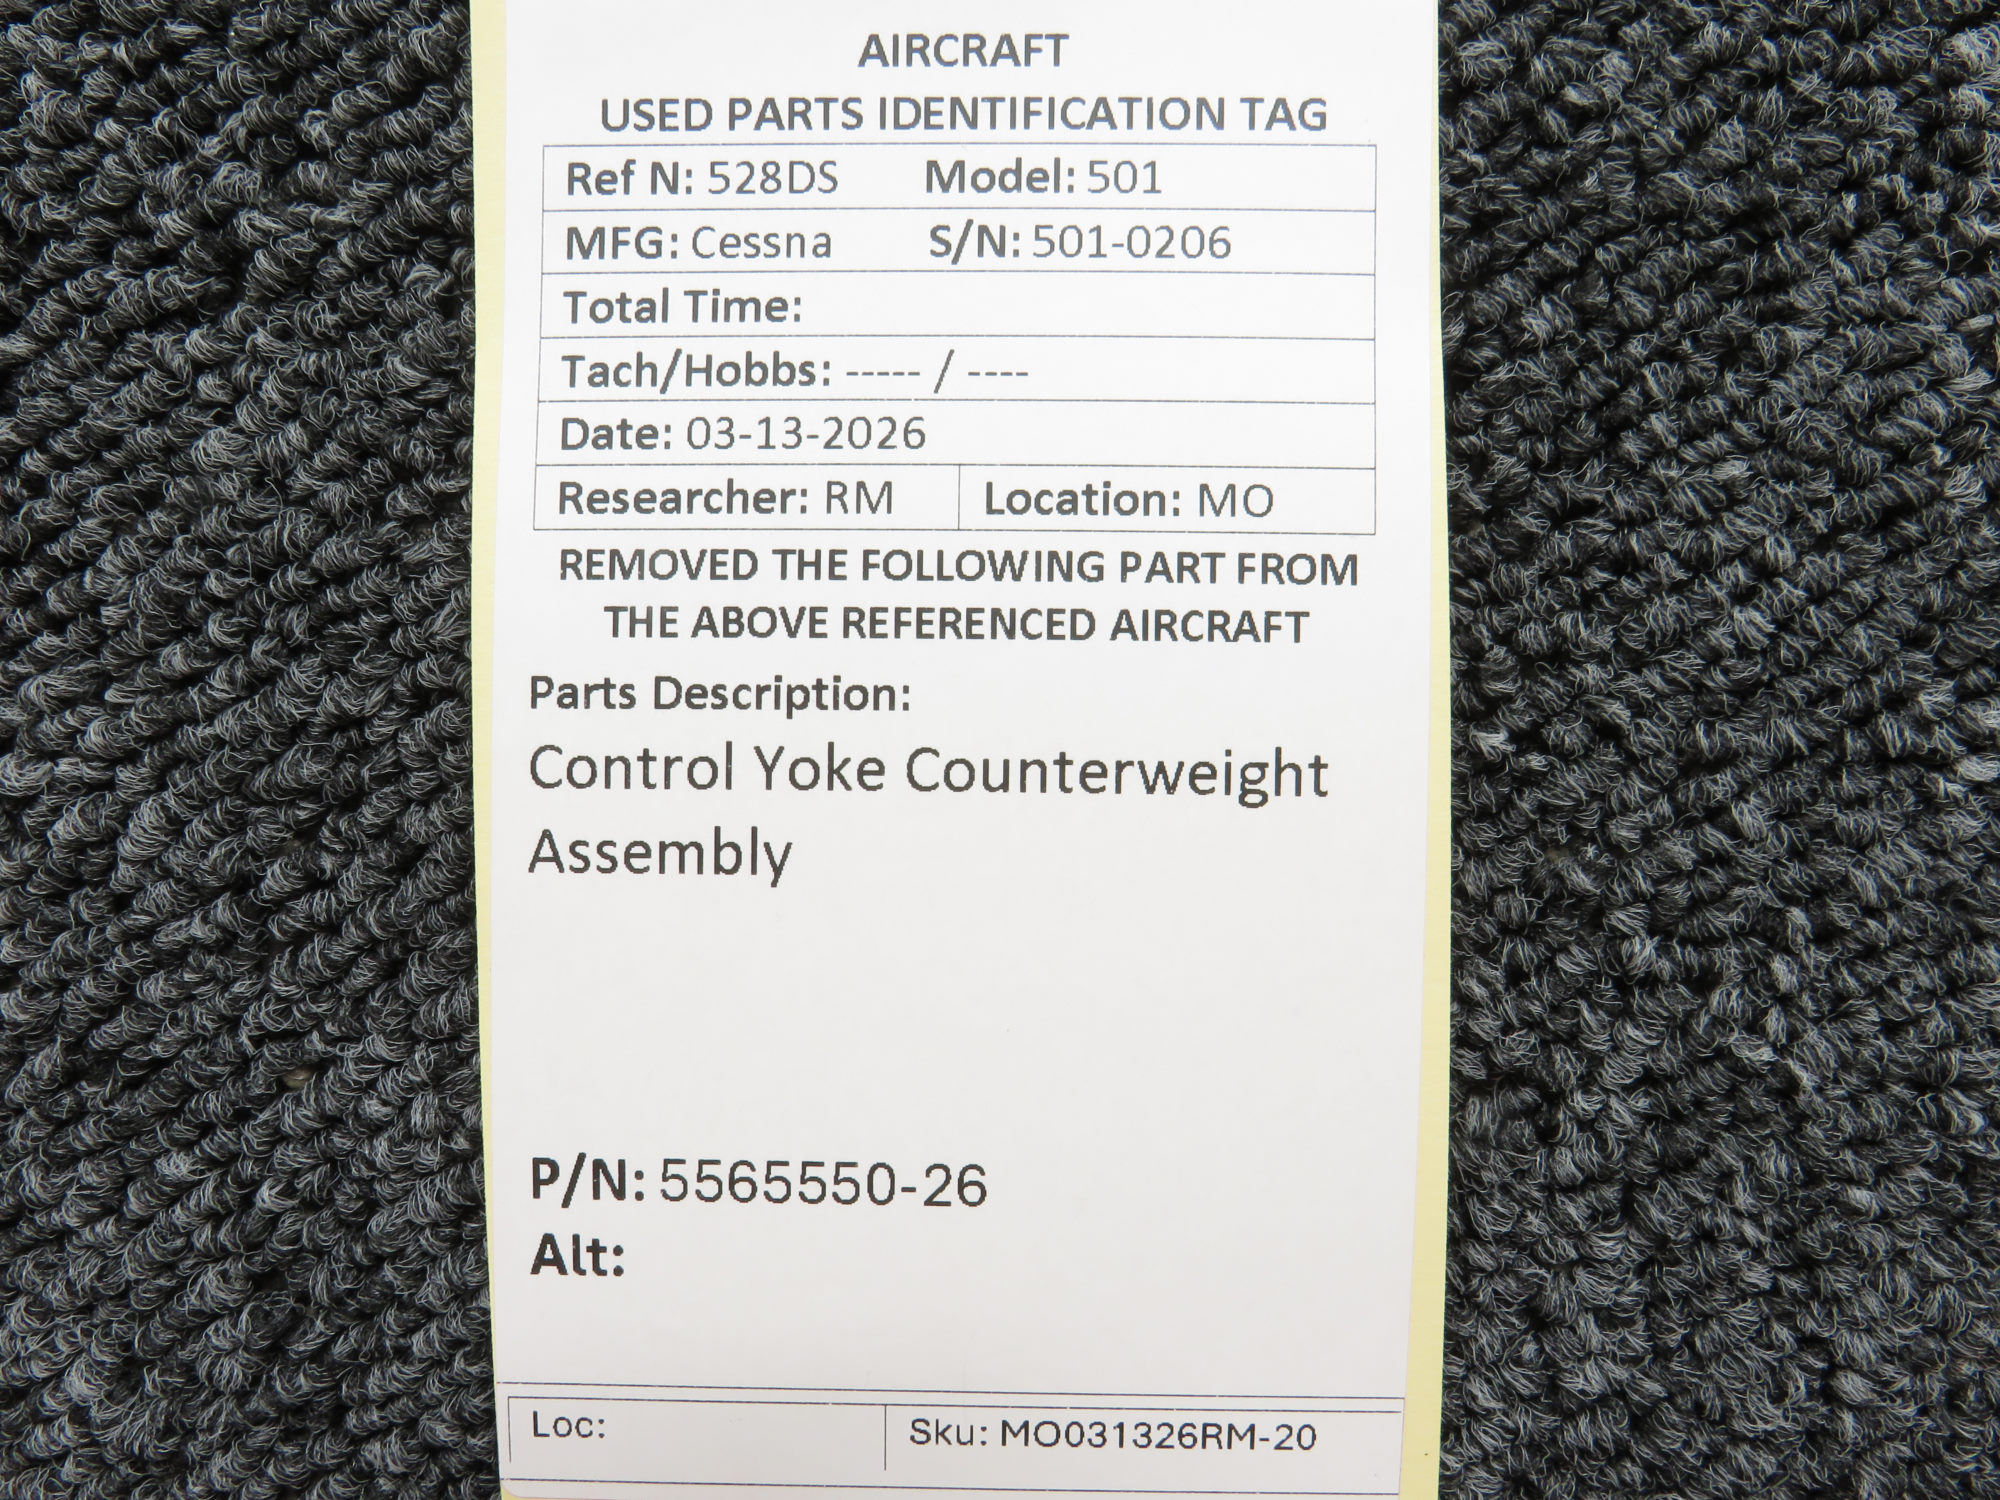 AIRCRAFT
USED PARTS IDENTIFICATION TAG
Ref N: 528DS Model: 501
MFG: Cessna S/N: 501-0206
Total Time:
Tach/Hobbs: ----- / ----
Date: 03-13-2026
Researcher: RM Location: MO
REMOVED THE FOLLOWING PART FROM
THE ABOVE REFERENCED AIRCRAFT
Parts Description:
Control Yoke Counterweight
Assembly
P/N: 5565550-26
Alt:
Loc: Sku: MO031326RM-20